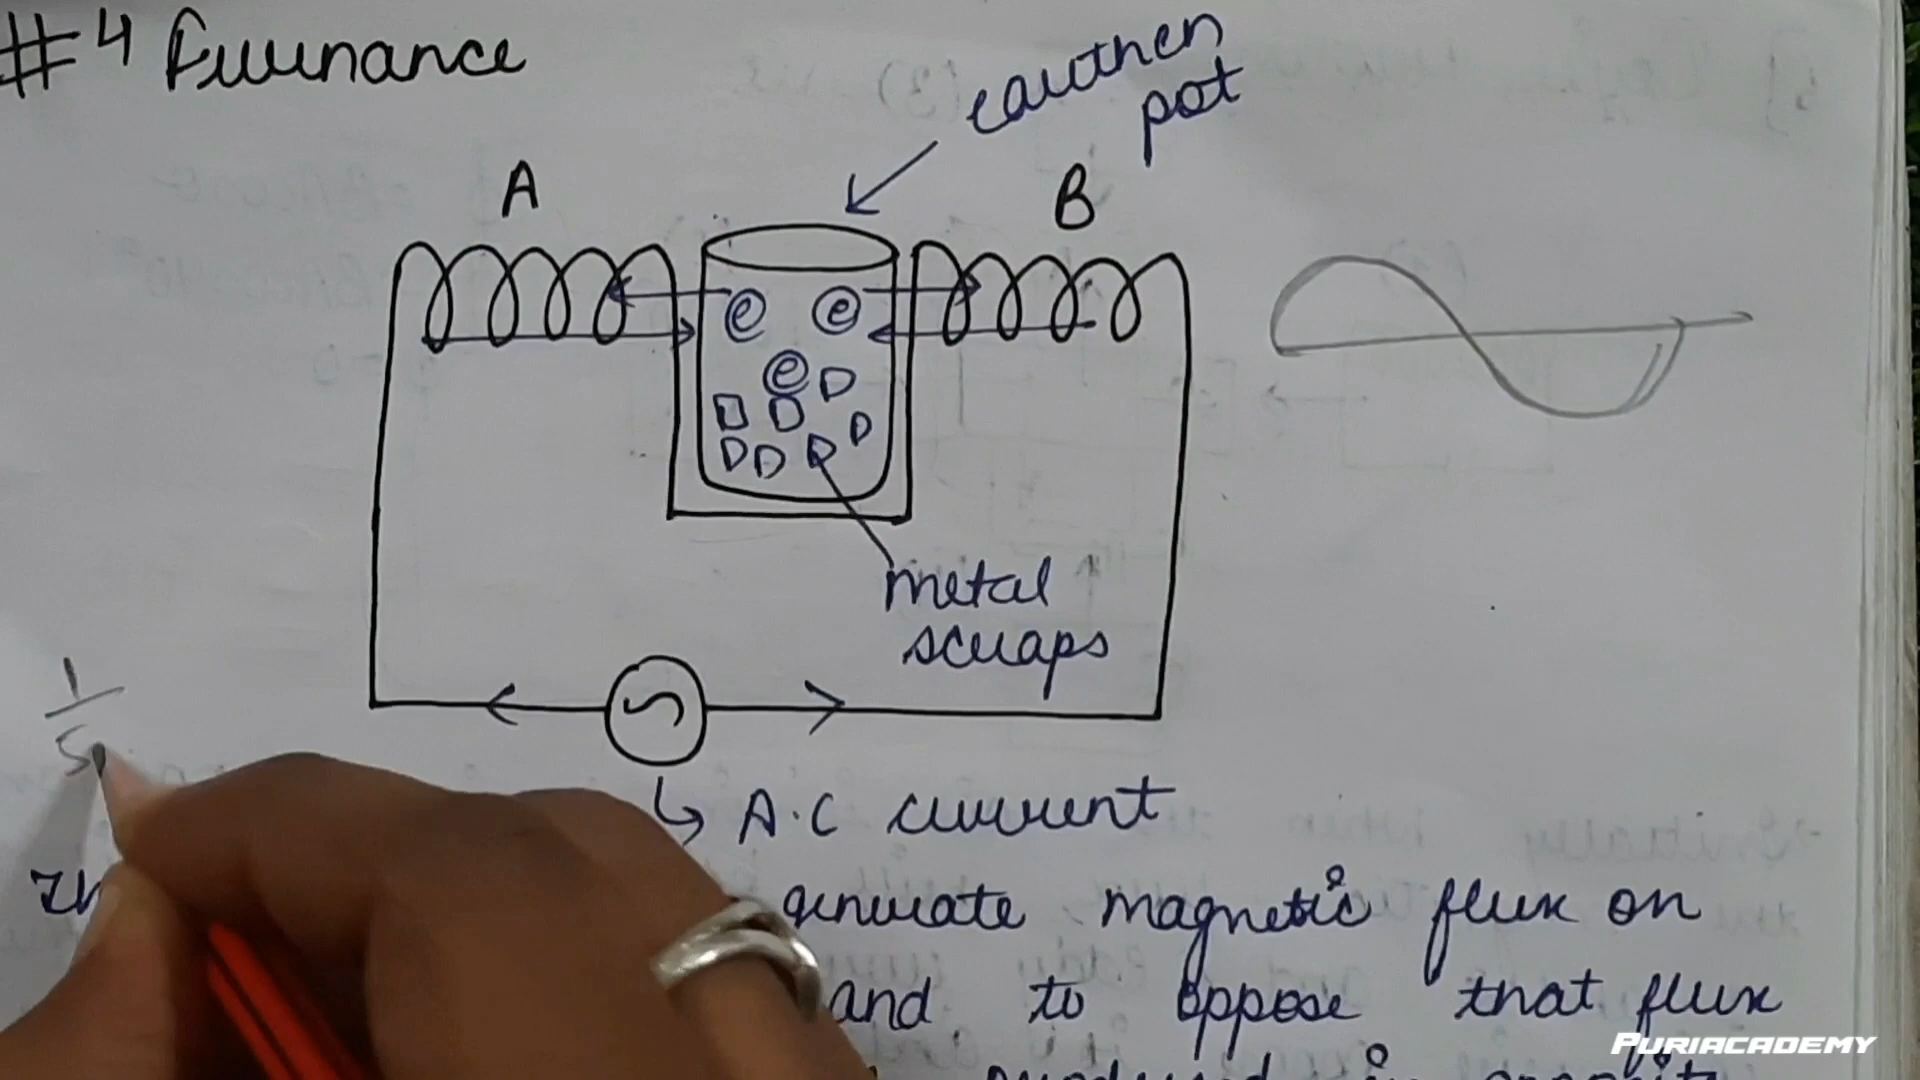 #4 Furnance
earthen
pot
A
B
e e
e
metal
scraps
1
5
A.C current
generate magnetic flux on
and to oppose that flux
PURIACADEMY